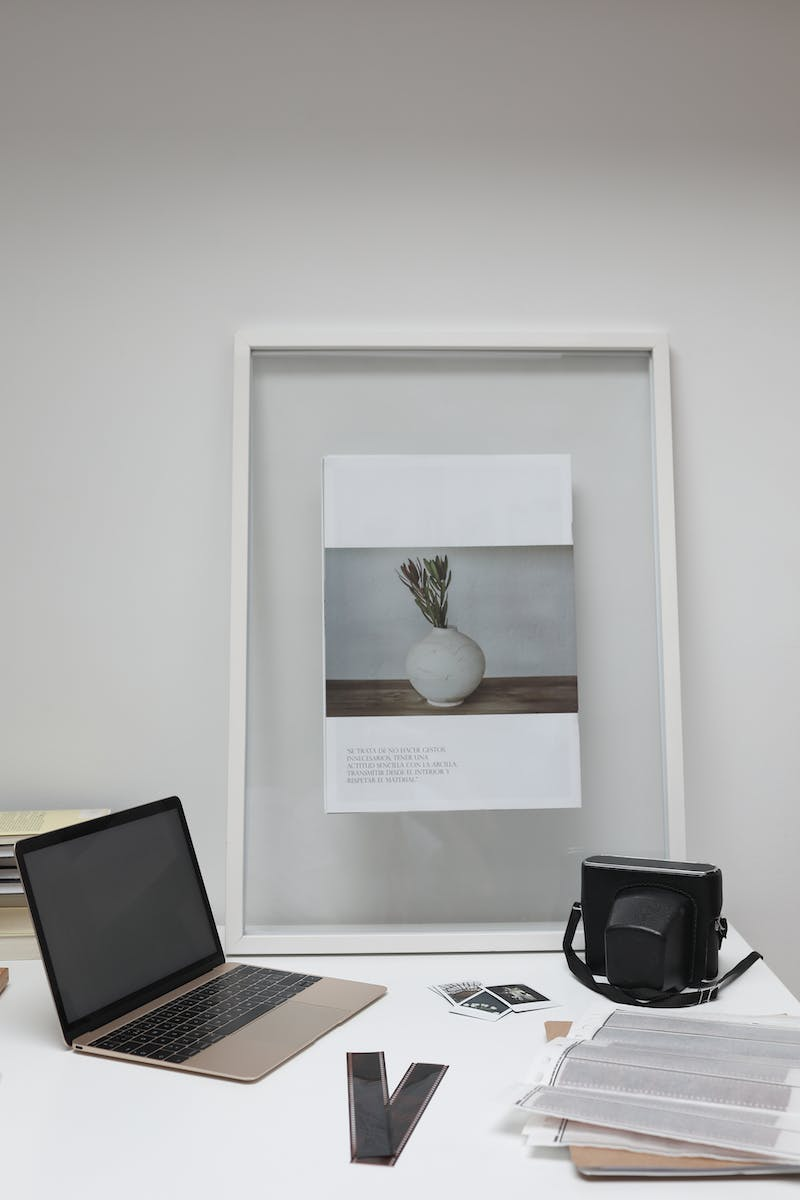 "SE TRATA DE NO HACER GESTOS
INNECESARIOS, TENER UNA
ACTITUD SENCILLA CON LA ARCILLA,
TRANSMITIR DESDE EL INTERIOR Y
RESPETAR EL MATERIAL"